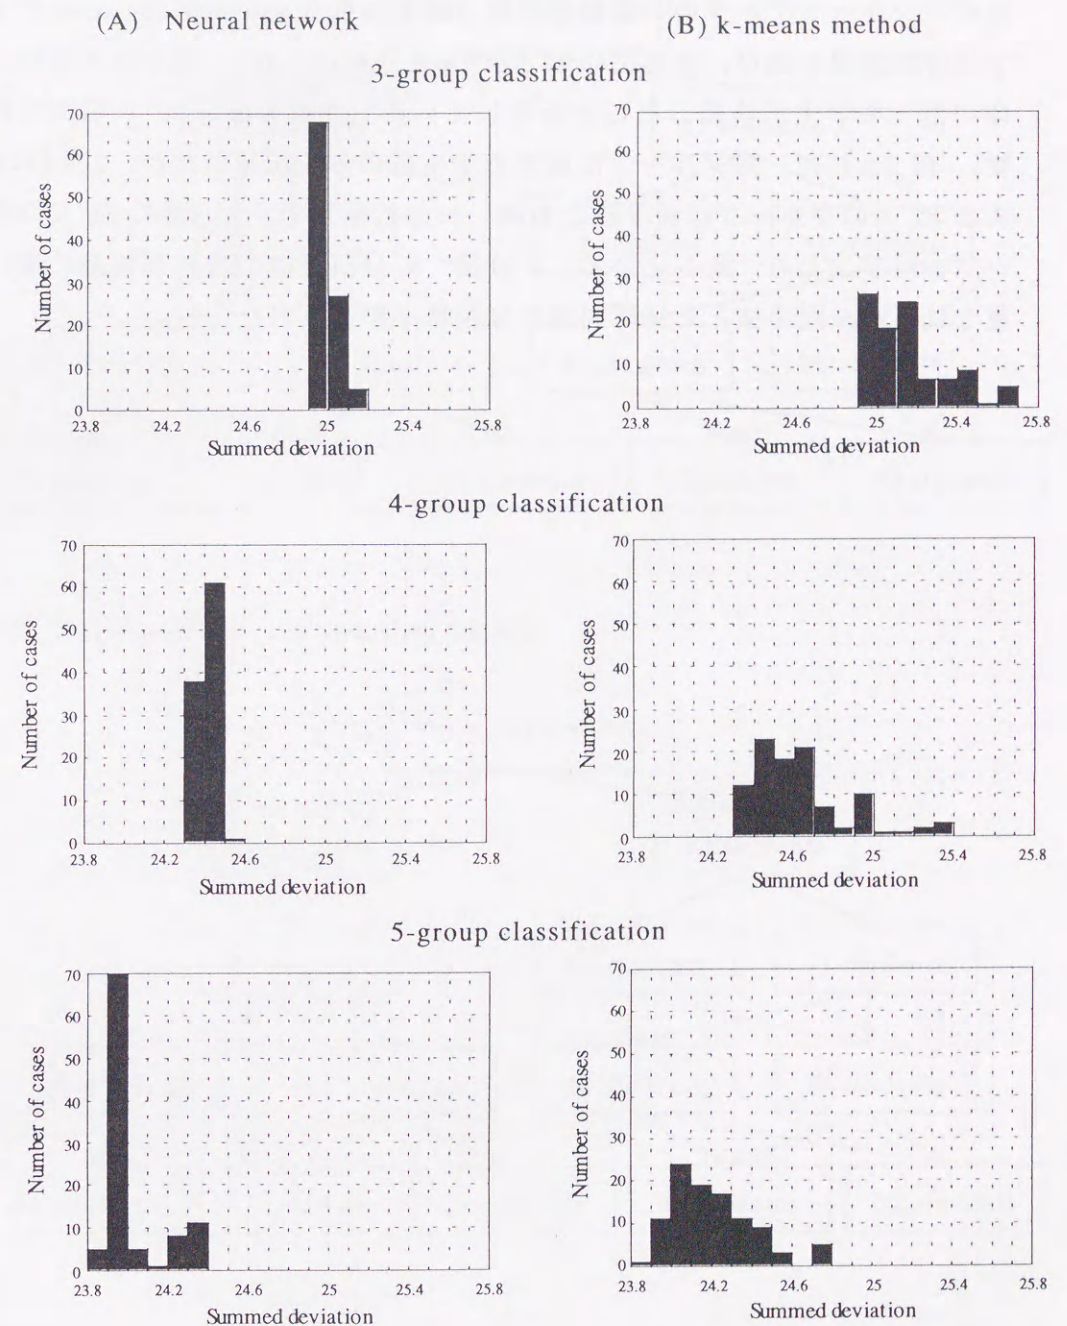 (A) Neural network
(B) k-means method
3-group classification
Number of cases
70
60
50
40
30
20
10
0
23.8 24.2 24.6 25 25.4 25.8
Summed deviation
Number of cases
70
60
50
40
30
20
10
0
23.8 24.2 24.6 25 25.4 25.8
Summed deviation
4-group classification
Number of cases
70
60
50
40
30
20
10
0
23.8 24.2 24.6 25 25.4 25.8
Summed deviation
Number of cases
70
60
50
40
30
20
10
0
23.8 24.2 24.6 25 25.4 25.8
Summed deviation
5-group classification
Number of cases
70
60
50
40
30
20
10
0
23.8 24.2 24.6 25 25.4 25.8
Summed deviation
Number of cases
70
60
50
40
30
20
10
0
23.8 24.2 24.6 25 25.4 25.8
Summed deviation